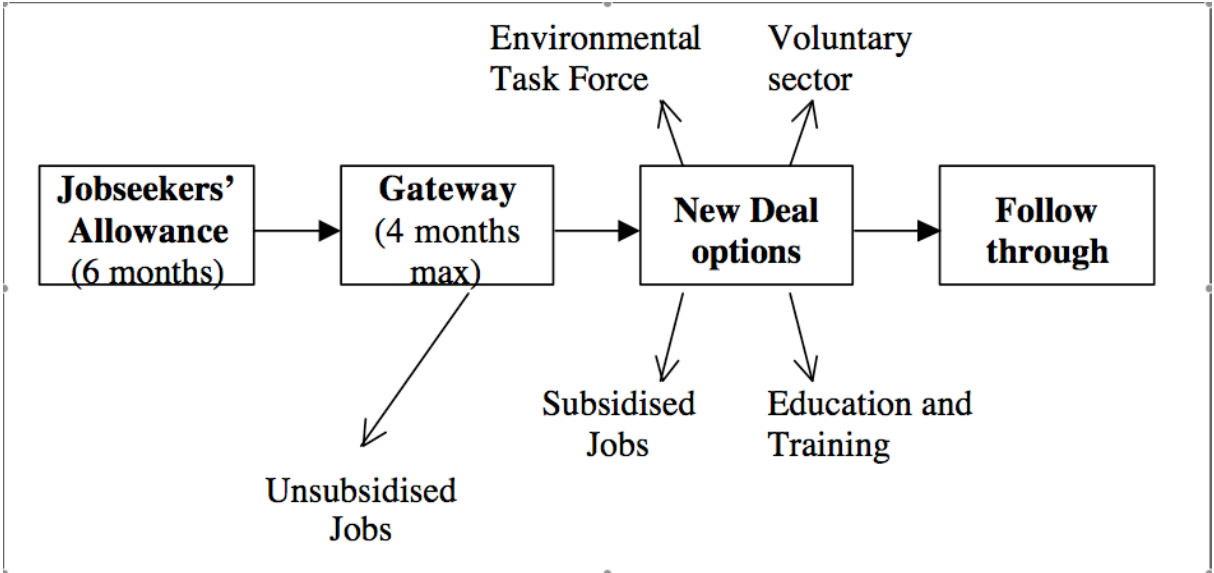 Environmental
Task Force
Voluntary
sector
Jobseekers’
Allowance
(6 months)
Gateway
(4 months
max)
New Deal
options
Follow
through
Subsidised
Jobs
Education and
Training
Unsubsidised
Jobs